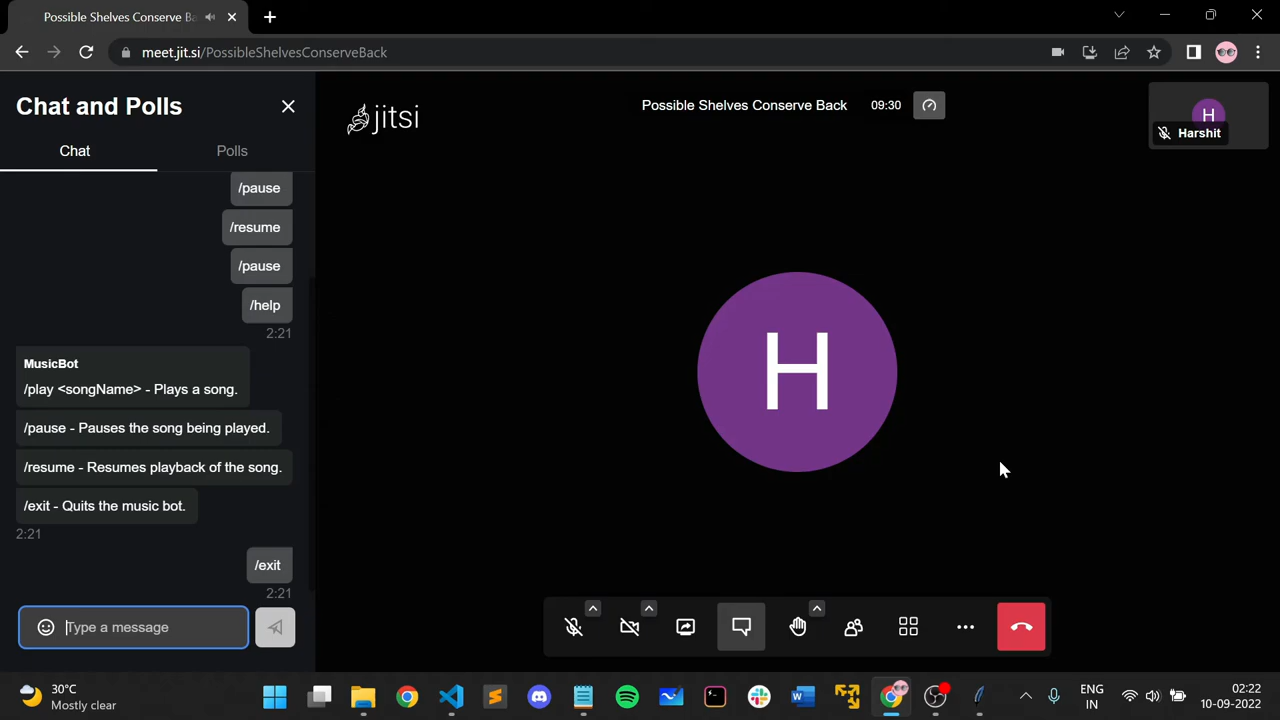 Possible Shelves Conserve Ba
meet.jit.si/PossibleShelvesConserveBack
Chat and Polls
Chat
Polls
/pause
/resume
/pause
/help
2:21
MusicBot
/play <songName> - Plays a song.
/pause - Pauses the song being played.
/resume - Resumes playback of the song.
/exit - Quits the music bot.
2:21
/exit
2:21
Type a message
jitsi
Possible Shelves Conserve Back
09:30
H
Harshit
H
30°C
Mostly clear
ENG
IN
02:22
10-09-2022